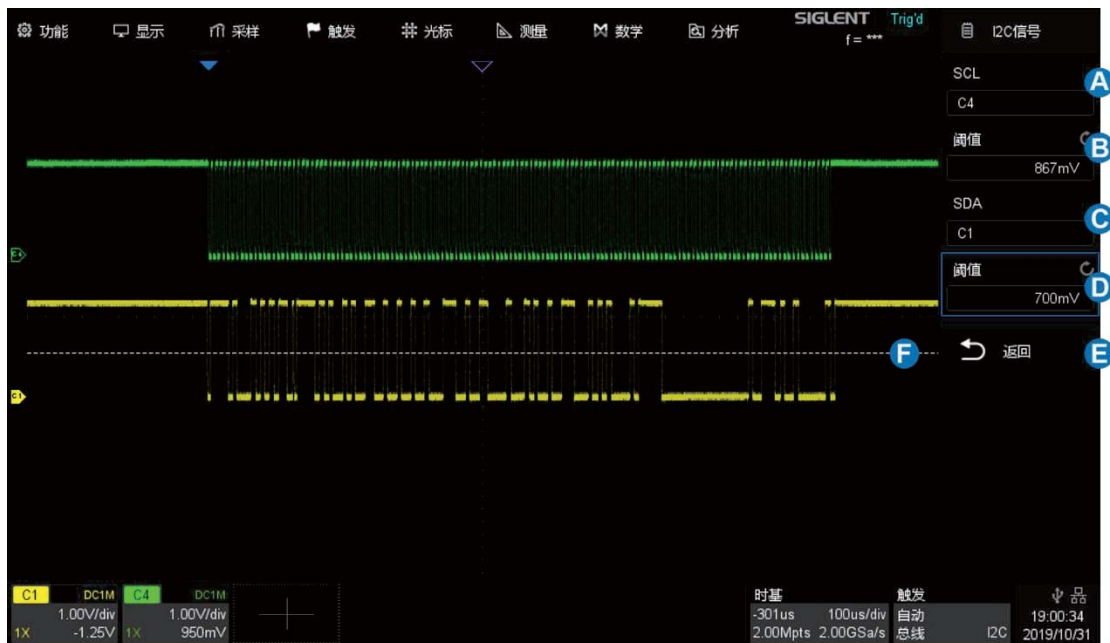 功能 显示 采样 触发 光标 测量 数学 分析 SIGLENT Trig'd
f = ***
I2C信号
SCL
A
C4
阈值
B
867mV
SDA
C
C1
阈值
D
700mV
F
返回
E
C4
C1
C1 DC1M
1.00V/div
1X -1.25V
C4 DC1M
1.00V/div
1X 950mV
时基
-301us 100us/div
2.00Mpts 2.00GSa/s
触发
自动
总线 I2C
19:00:34
2019/10/31